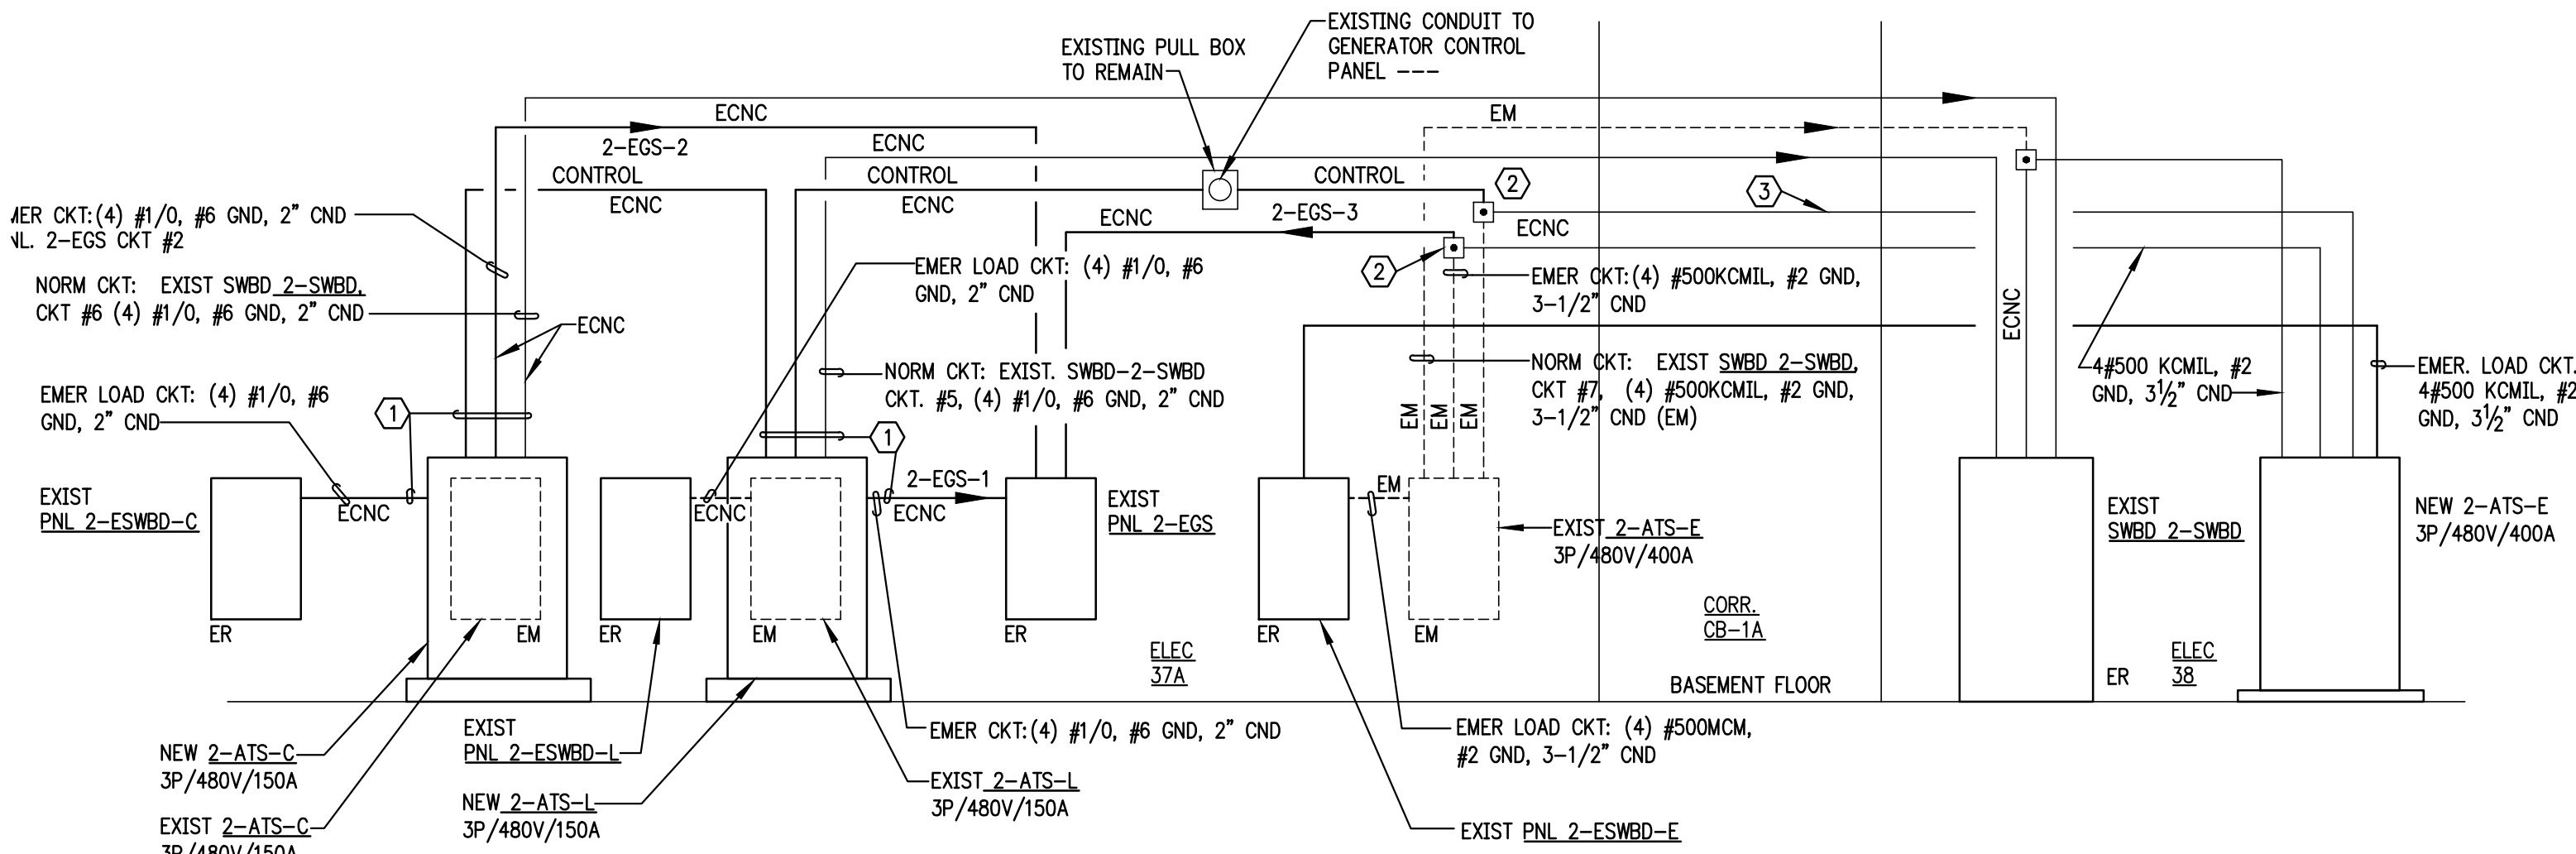 EXISTING CONDUIT TO
GENERATOR CONTROL
PANEL ---
EXISTING PULL BOX
TO REMAIN
ECNC
2-EGS-2
ECNC
EM
CONTROL
ECNC
CONTROL
ECNC
CONTROL
2
3
ECNC
2-EGS-3
ECNC
CKT:(4) #1/0, #6 GND, 2" CND
2-EGS CKT #2
NORM CKT: EXIST SWBD 2-SWBD,
CKT #6 (4) #1/0, #6 GND, 2" CND
ECNC
EMER LOAD CKT: (4) #1/0, #6
GND, 2" CND
2
EMER CKT:(4) #500KCMIL, #2 GND,
3-1/2" CND
ECNC
EMER LOAD CKT: (4) #1/0, #6
GND, 2" CND
1
NORM CKT: EXIST. SWBD-2-SWBD
CKT. #5, (4) #1/0, #6 GND, 2" CND
1
NORM CKT: EXIST SWBD 2-SWBD,
CKT #7, (4) #500KCMIL, #2 GND,
3-1/2" CND (EM)
EM
EM
EM
4#500 KCMIL, #2
GND, 3½" CND
EMER. LOAD CKT.
4#500 KCMIL, #2
GND, 3½" CND
EXIST
PNL 2-ESWBD-C
ECNC
ECNC
2-EGS-1
ECNC
EXIST
PNL 2-EGS
EM
EXIST 2-ATS-E
3P/480V/400A
EXIST
SWBD 2-SWBD
NEW 2-ATS-E
3P/480V/400A
ER
EM
ER
EM
ER
ER
EM
CORR.
CB-1A
ELEC
37A
BASEMENT FLOOR
ER
ELEC
38
NEW 2-ATS-C
3P/480V/150A
EXIST 2-ATS-C
3P/480V/150A
EXIST
PNL 2-ESWBD-L
NEW 2-ATS-L
3P/480V/150A
EMER CKT:(4) #1/0, #6 GND, 2" CND
EXIST 2-ATS-L
3P/480V/150A
EMER LOAD CKT: (4) #500MCM,
#2 GND, 3-1/2" CND
EXIST PNL 2-ESWBD-E